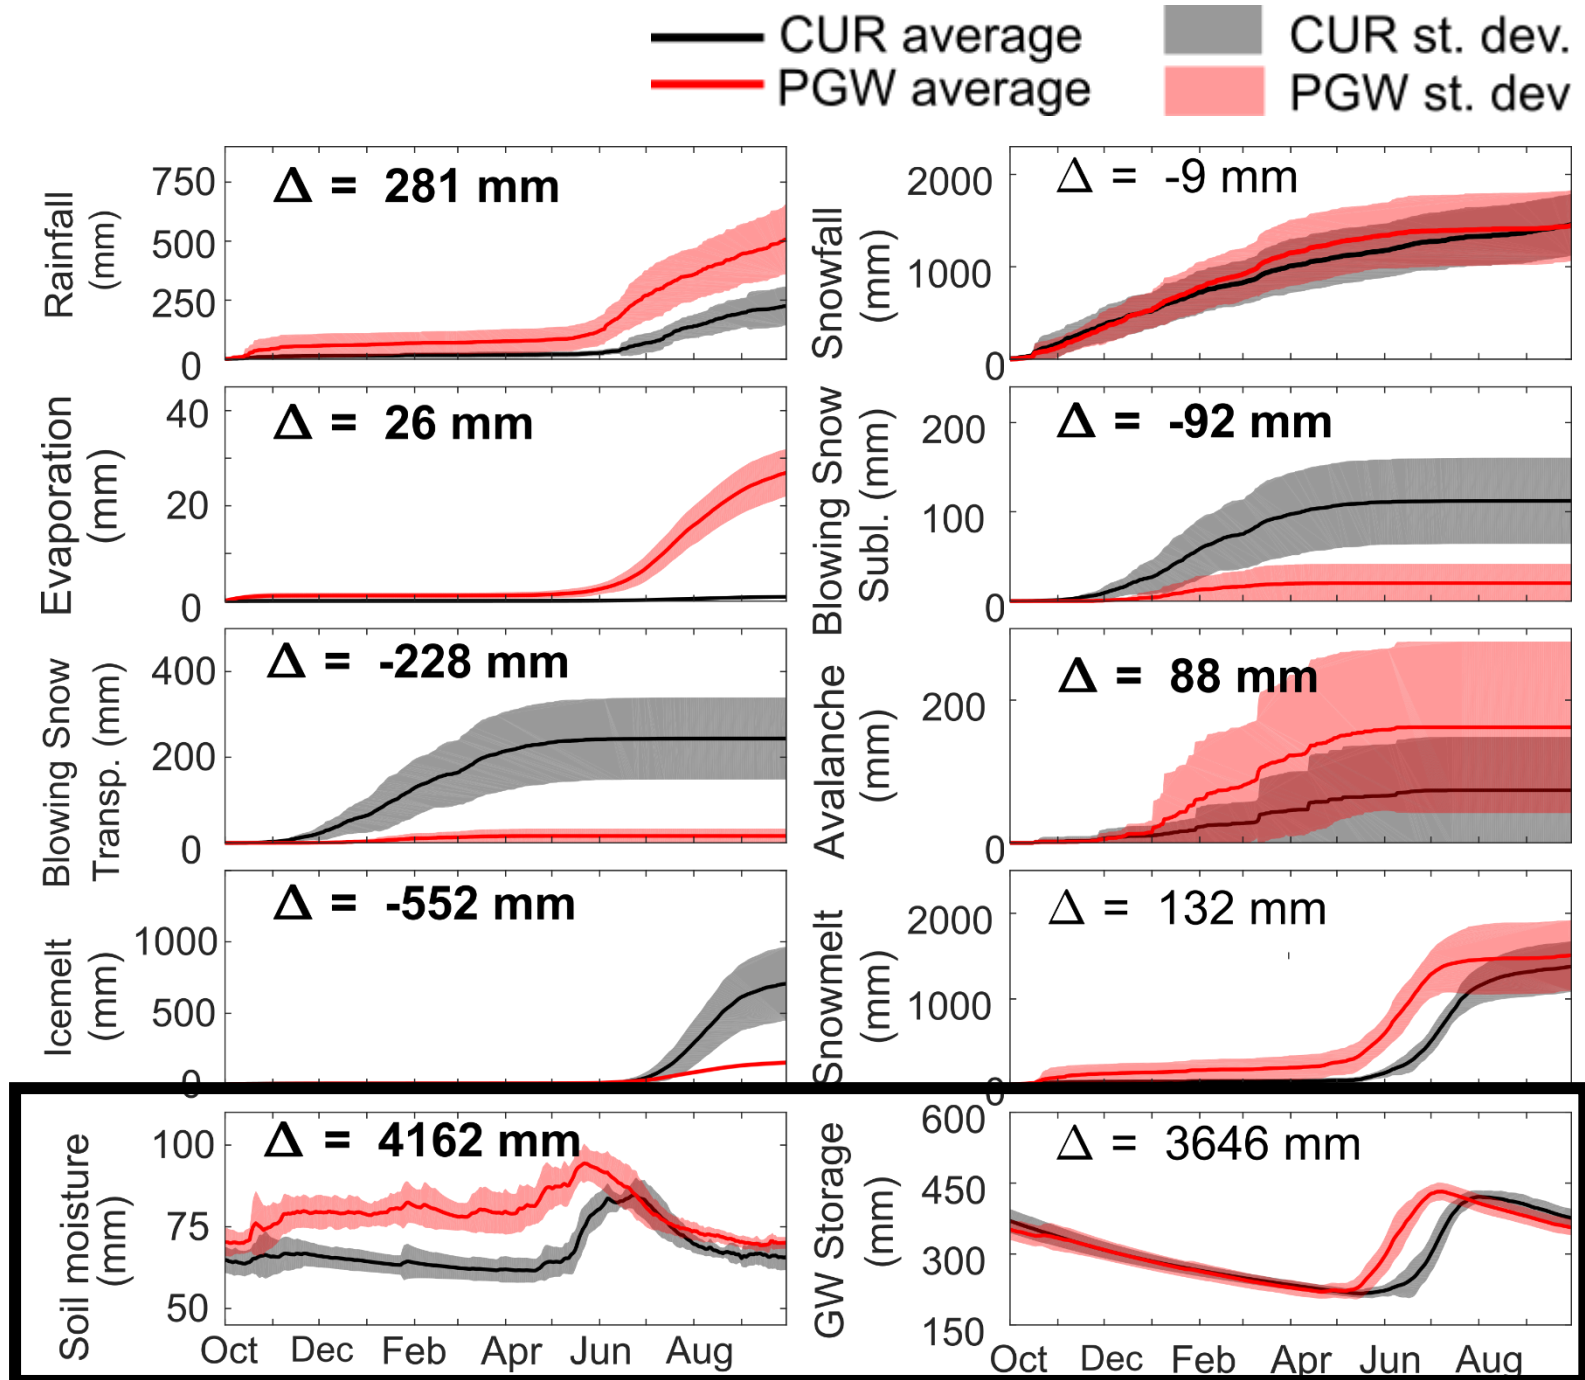 CUR average
CUR st. dev.
PGW average
PGW st. dev
Rainfall
(mm)
750
500
250
0
Δ = 281 mm
Snowfall
(mm)
2000
1000
0
Δ = -9 mm
Evaporation
(mm)
40
20
0
Δ = 26 mm
Blowing Snow
Subl. (mm)
200
100
0
Δ = -92 mm
Blowing Snow
Transp. (mm)
400
200
0
Δ = -228 mm
Avalanche
(mm)
200
0
Δ = 88 mm
Icemelt
(mm)
1000
500
0
Δ = -552 mm
Snowmelt
(mm)
2000
1000
0
Δ = 132 mm
Soil moisture
(mm)
100
75
50
Δ = 4162 mm
Oct Dec Feb Apr Jun Aug
GW Storage
(mm)
600
450
300
150
Δ = 3646 mm
Oct Dec Feb Apr Jun Aug